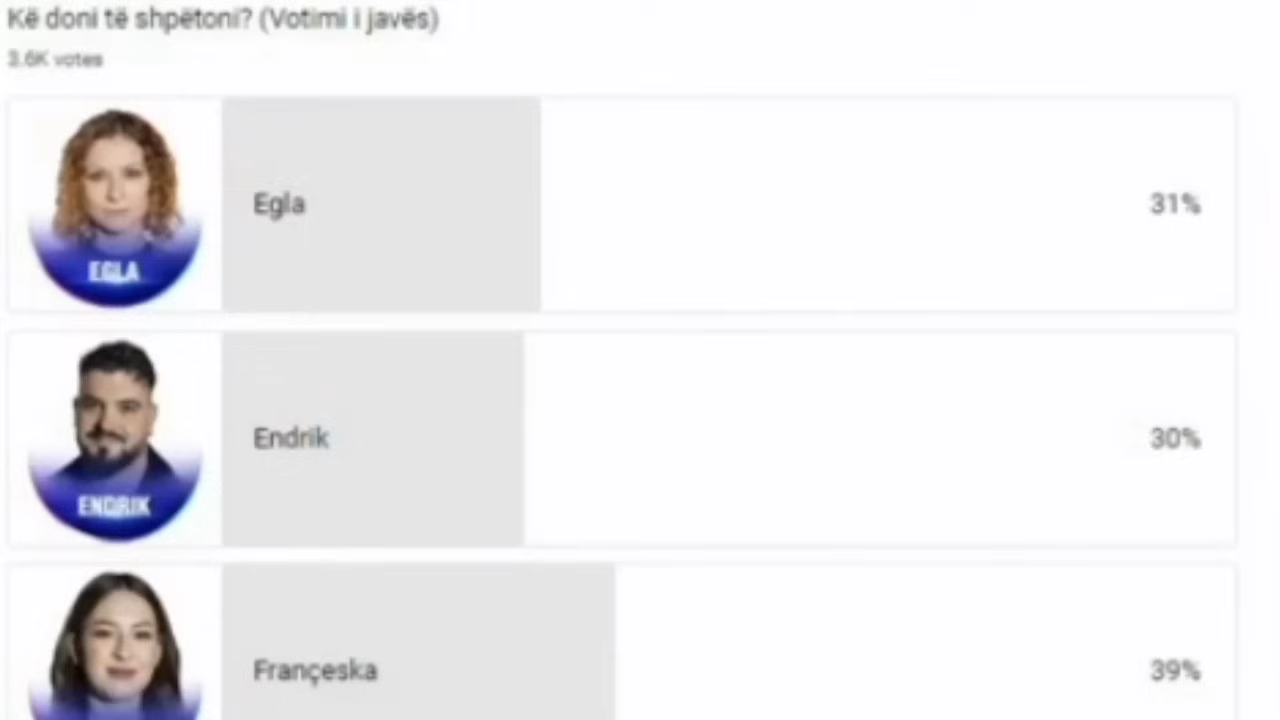 Kë doni të shpëtoni? (Votimi i javës)
3.6K votes
EGLA
Egla
31%
ENDRIK
Endrik
30%
Françeska
39%